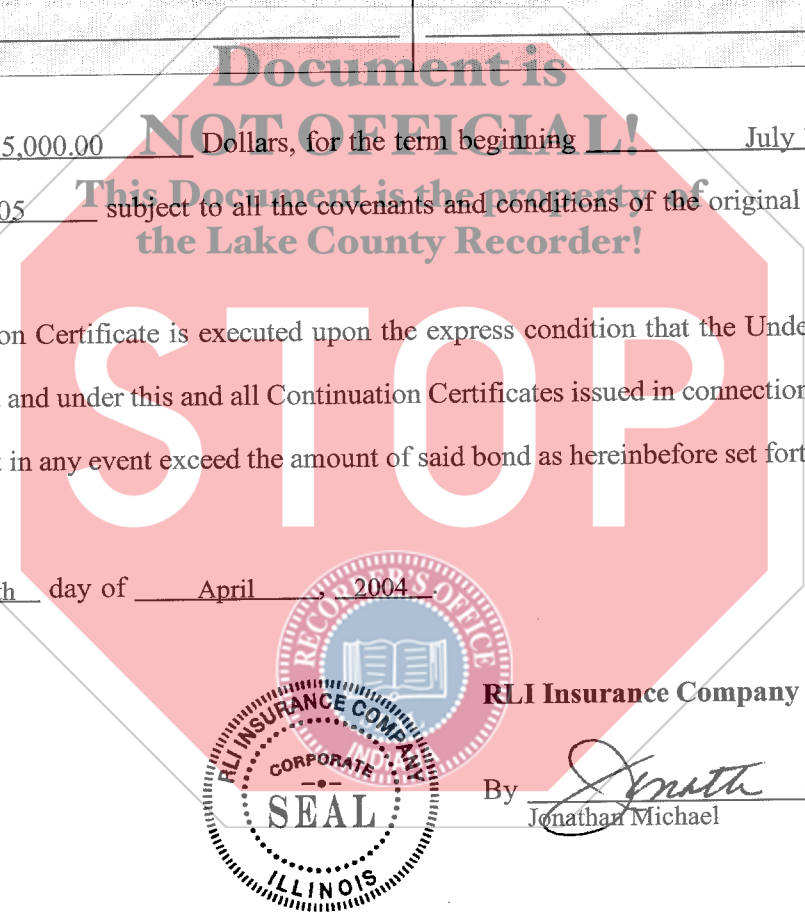 Document is
NOT OFFICIAL!
5,000.00 Dollars, for the term beginning July
This Document is the property of
05 subject to all the covenants and conditions of the original
the Lake County Recorder!
STOP
on Certificate is executed upon the express condition that the Unde
and under this and all Continuation Certificates issued in connection
in any event exceed the amount of said bond as hereinbefore set fort
th day of April, 2004.
RECORDER'S OFFICE
INDIANA
RLI Insurance Company
RLI INSURANCE COMPANY
CORPORATE
SEAL
ILLINOIS
By
Jonathan Michael